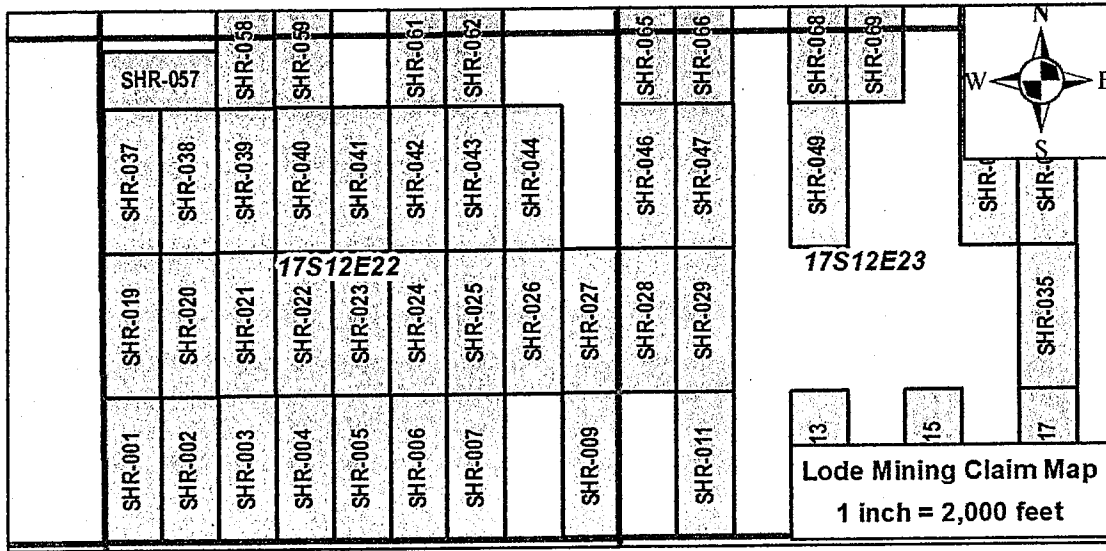 SHR-058
SHR-059
SHR-061
SHR-062
SHR-065
SHR-066
SHR-068
SHR-069
N
W
E
S
SHR-057
SHR-037
SHR-038
SHR-039
SHR-040
SHR-041
SHR-042
SHR-043
SHR-044
SHR-046
SHR-047
SHR-049
17S12E22
17S12E23
SHR-019
SHR-020
SHR-021
SHR-022
SHR-023
SHR-024
SHR-025
SHR-026
SHR-027
SHR-028
SHR-029
SHR-035
SHR-001
SHR-002
SHR-003
SHR-004
SHR-005
SHR-006
SHR-007
SHR-009
SHR-011
13
15
17
Lode Mining Claim Map
1 inch = 2,000 feet